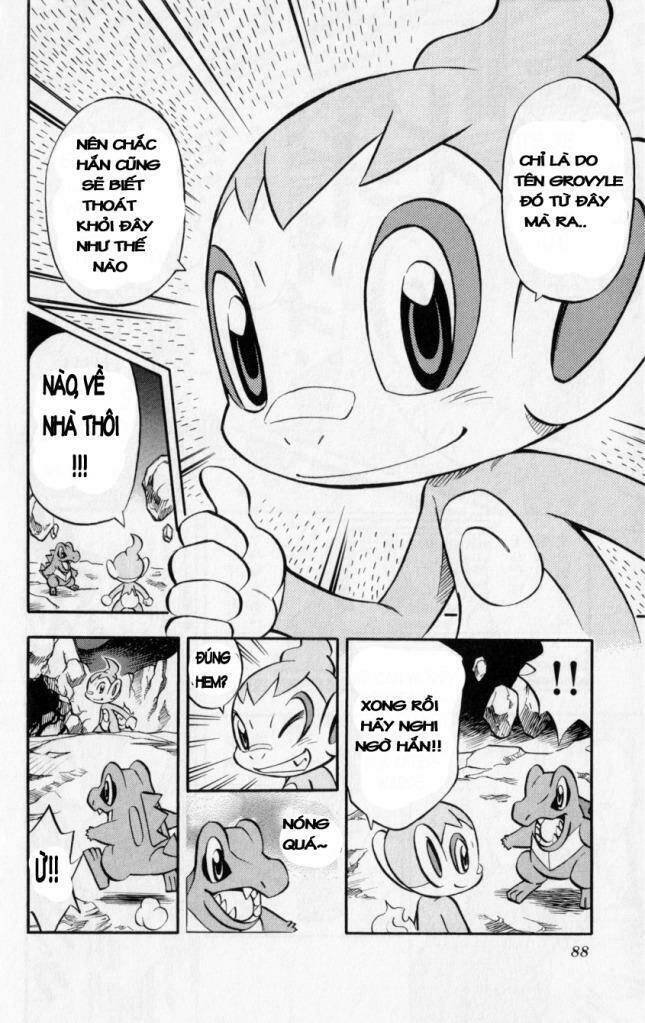 CHỈ LÀ DO
TÊN GROVYLE
ĐÓ TỪ ĐÂY
MÀ RA..
NÊN CHẮC
HẲN CŨNG
SẼ BIẾT
THOÁT
KHỎI ĐÂY
NHƯ THẾ
NÀO
NÀO, VỀ
NHÀ THÔI
!!!
!!
XONG RỒI
HÃY NGHI
NGỜ HẮN!!
ĐÚNG
HEM?
NÓNG
QUÁ~
Ừ!!
88